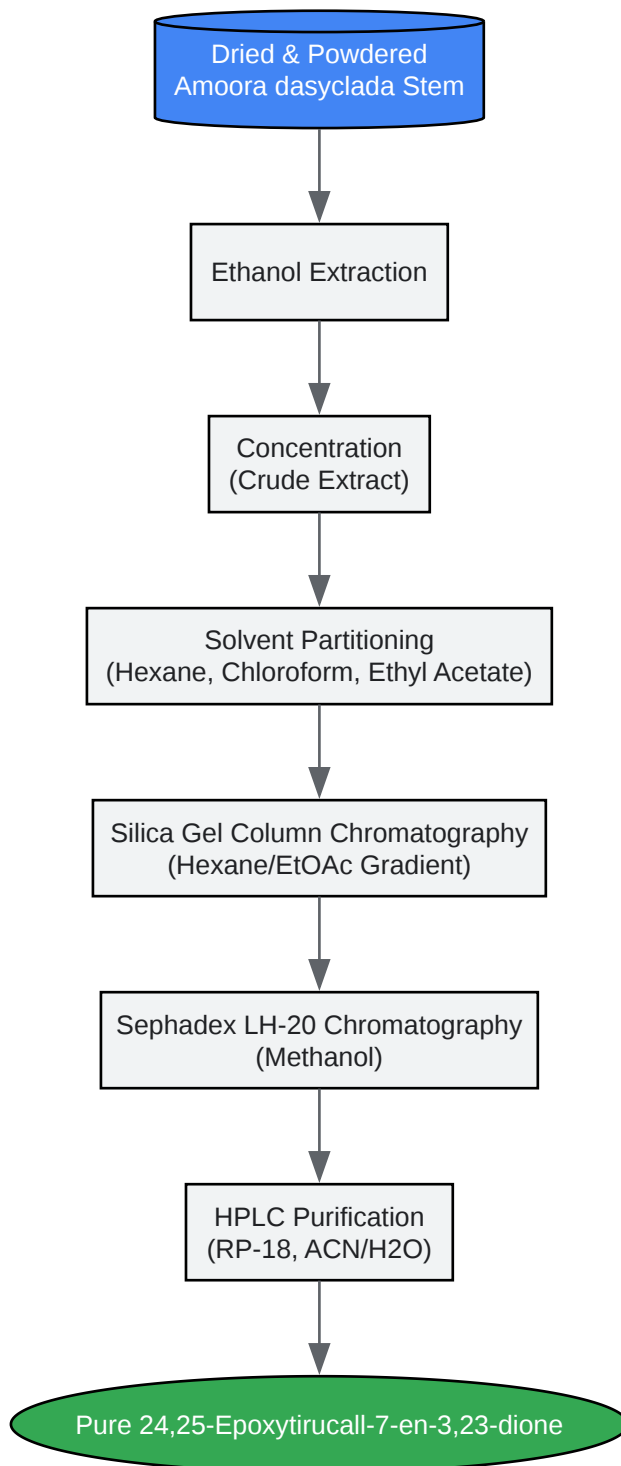 Dried & Powdered
Amoora dasyclada Stem
Ethanol Extraction
Concentration
(Crude Extract)
Solvent Partitioning
(Hexane, Chloroform, Ethyl Acetate)
Silica Gel Column Chromatography
(Hexane/EtOAc Gradient)
Sephadex LH-20 Chromatography
(Methanol)
HPLC Purification
(RP-18, ACN/H2O)
Pure 24,25-Epoxytirucall-7-en-3,23-dione